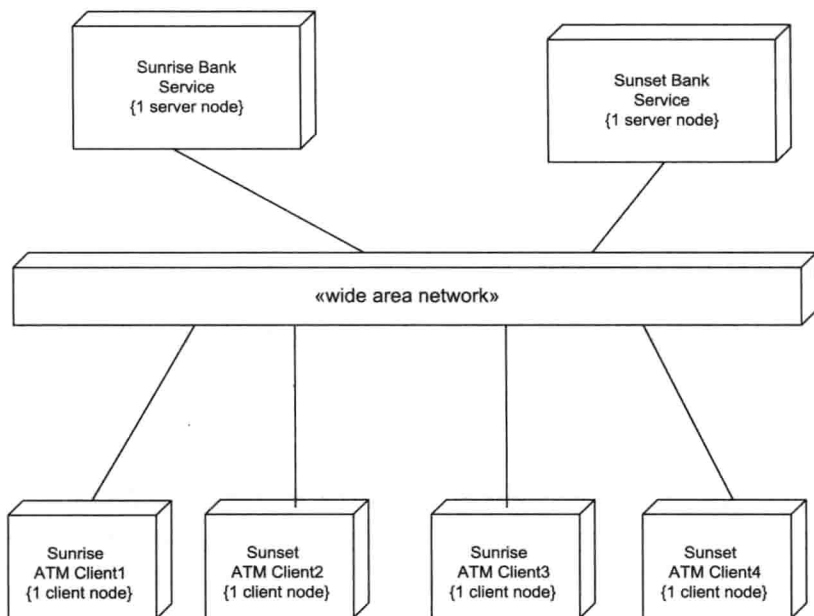 Sunrise Bank
Service
{1 server node}
Sunset Bank
Service
{1 server node}
«wide area network»
Sunrise
ATM Client1
{1 client node}
Sunset
ATM Client2
{1 client node}
Sunrise
ATM Client3
{1 client node}
Sunset
ATM Client4
{1 client node}